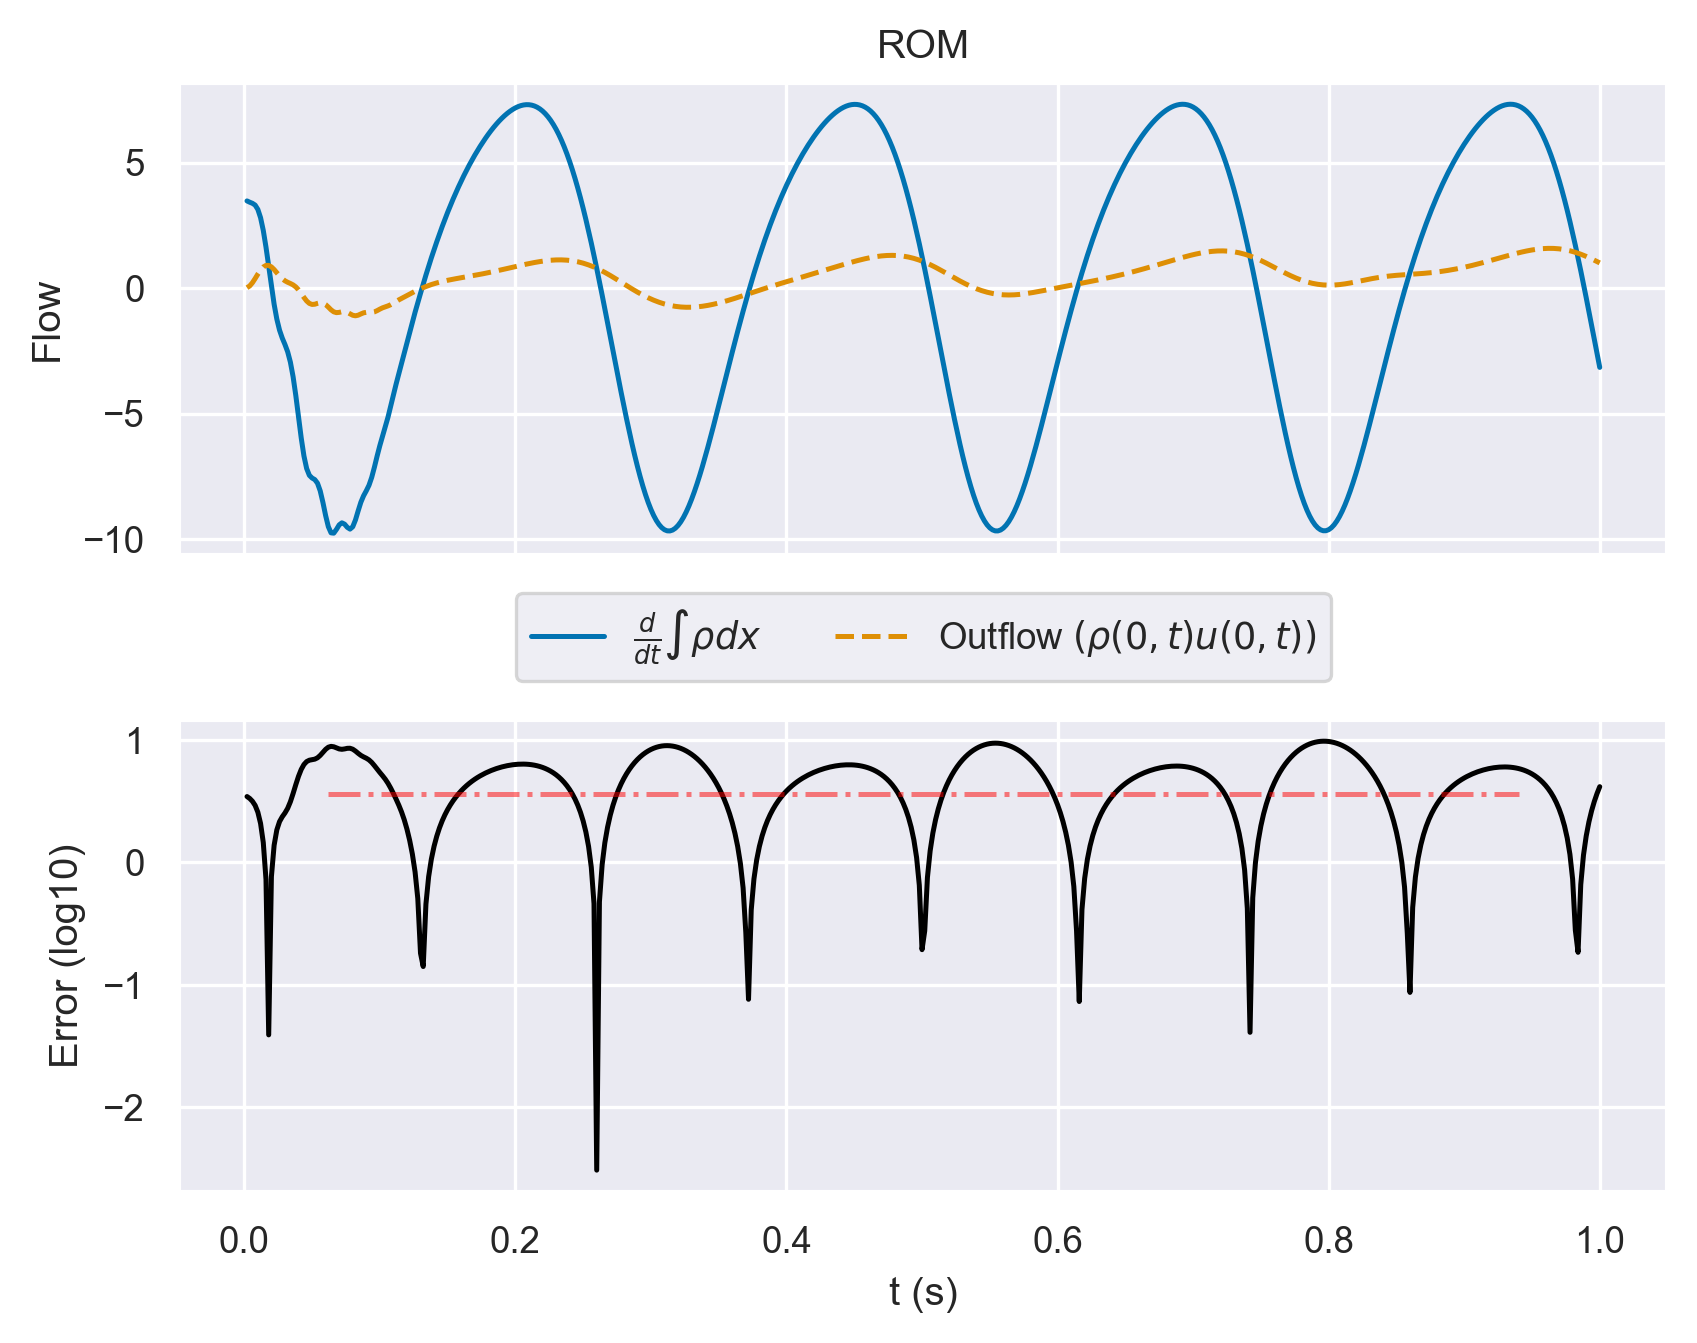 ROM
Flow
5
0
−5
−10
d/dt ∫ρdx   Outflow (ρ(0, t)u(0, t))
Error (log10)
1
0
−1
−2
0.0 0.2 0.4 0.6 0.8 1.0
t (s)